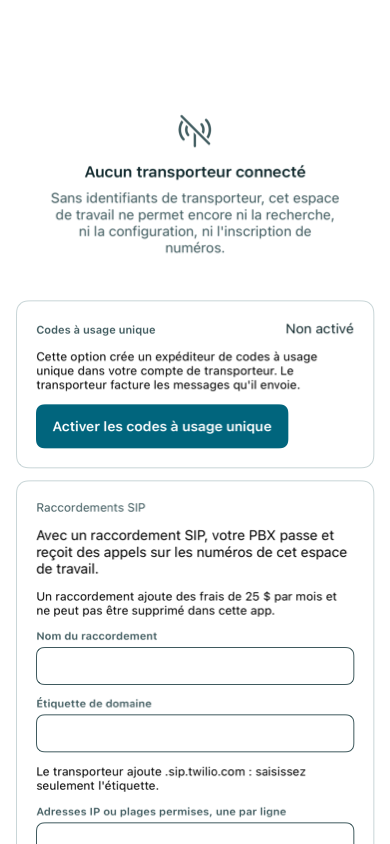 Aucun transporteur connecté
Sans identifiants de transporteur, cet espace
de travail ne permet encore ni la recherche,
ni la configuration, ni l'inscription de
numéros.
Codes à usage unique
Non activé
Cette option crée un expéditeur de codes à usage
unique dans votre compte de transporteur. Le
transporteur facture les messages qu'il envoie.
Activer les codes à usage unique
Raccordements SIP
Avec un raccordement SIP, votre PBX passe et
reçoit des appels sur les numéros de cet espace
de travail.
Un raccordement ajoute des frais de 25 $ par mois et
ne peut pas être supprimé dans cette app.
Nom du raccordement
Étiquette de domaine
Le transporteur ajoute .sip.twilio.com : saisissez
seulement l'étiquette.
Adresses IP ou plages permises, une par ligne